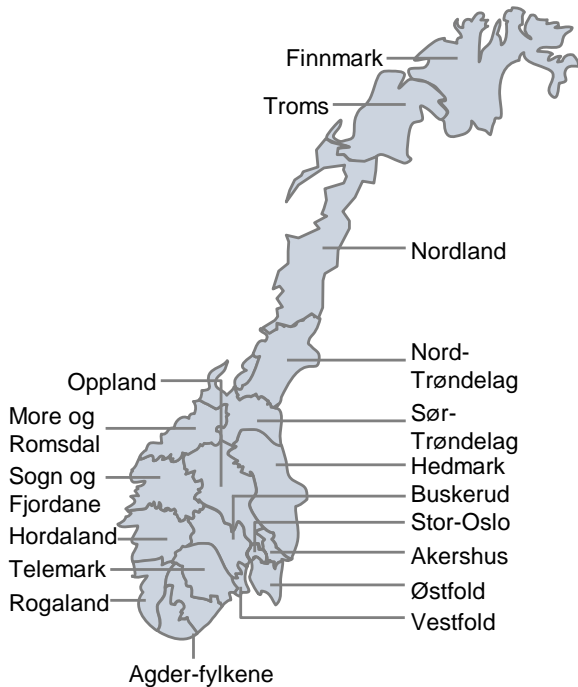 Finnmark
Troms
Nordland
Nord-
Trøndelag
Oppland
More og
Romsdal
Sør-
Trøndelag
Hedmark
Sogn og
Fjordane
Buskerud
Stor-Oslo
Hordaland
Akershus
Telemark
Østfold
Rogaland
Vestfold
Agder-fylkene